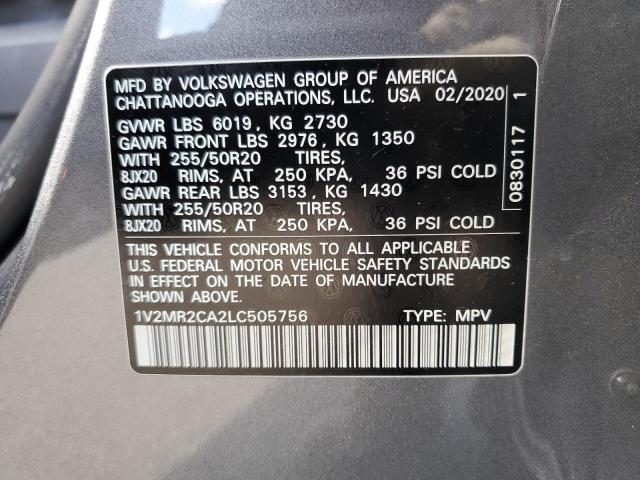 MFD BY VOLKSWAGEN GROUP OF AMERICA
CHATTANOOGA OPERATIONS, LLC. USA 02/2020
GVWR LBS 6019, KG 2730
GAWR FRONT LBS 2976, KG 1350
WITH 255/50R20 TIRES,
8JX20 RIMS, AT 250 KPA, 36 PSI COLD
GAWR REAR LBS 3153, KG 1430
WITH 255/50R20 TIRES,
8JX20 RIMS, AT 250 KPA, 36 PSI COLD
THIS VEHICLE CONFORMS TO ALL APPLICABLE
U.S. FEDERAL MOTOR VEHICLE SAFETY STANDARDS
IN EFFECT ON THE DATE OF MANUFACTURE
SHOWN ABOVE.
1V2MR2CA2LC505756 TYPE: MPV
0830117 1